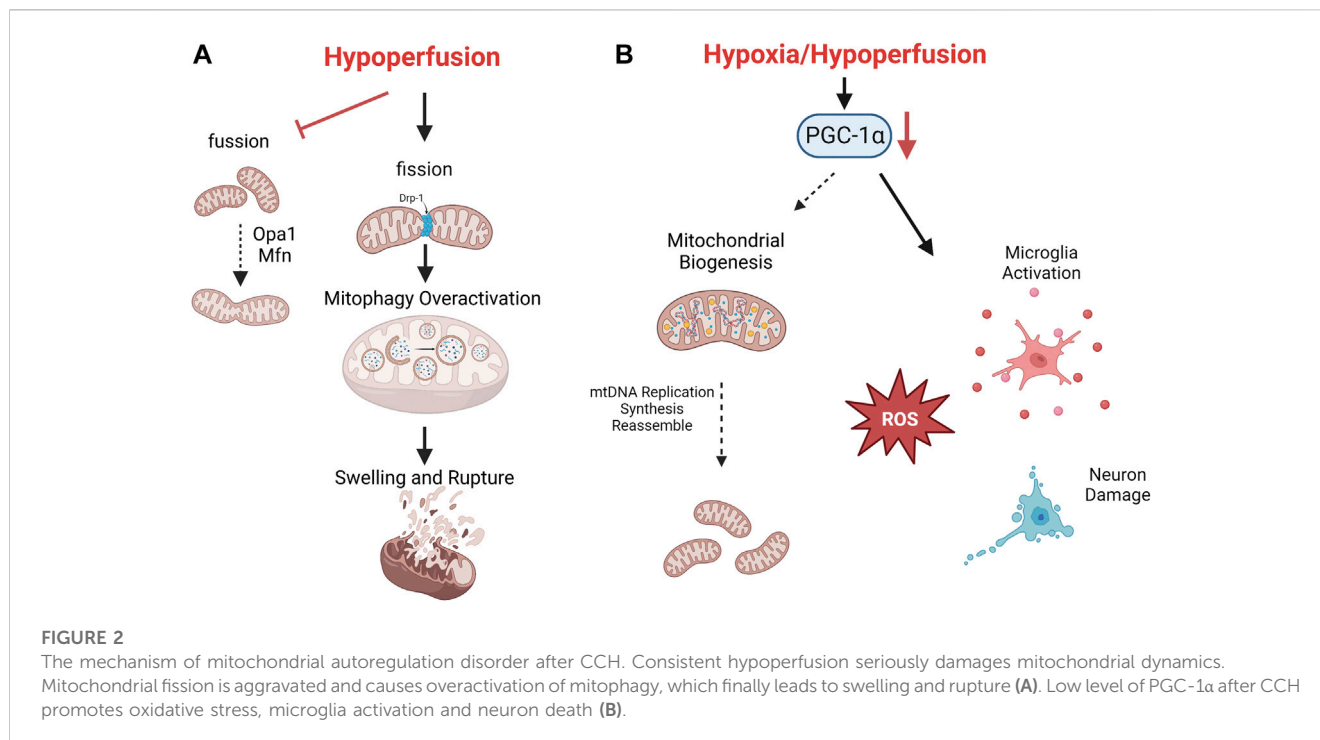 A
Hypoperfusion
fussion
Opa1
Mfn
fission
Drp-1
Mitophagy Overactivation
Swelling and Rupture
B
Hypoxia/Hypoperfusion
PGC-1α
Mitochondrial
Biogenesis
mtDNA Replication
Synthesis
Reassemble
Microglia
Activation
ROS
Neuron
Damage
FIGURE 2
The mechanism of mitochondrial autoregulation disorder after CCH. Consistent hypoperfusion seriously damages mitochondrial dynamics.
Mitochondrial fission is aggravated and causes overactivation of mitophagy, which finally leads to swelling and rupture (A). Low level of PGC-1α after CCH
promotes oxidative stress, microglia activation and neuron death (B).